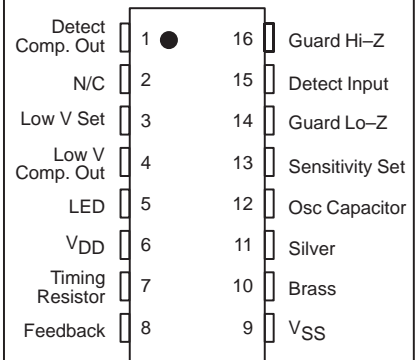 Detect
Comp. Out 1 16 Guard Hi–Z
N/C 2 15 Detect Input
Low V Set 3 14 Guard Lo–Z
Low V
Comp. Out 4 13 Sensitivity Set
LED 5 12 Osc Capacitor
VDD 6 11 Silver
Timing
Resistor 7 10 Brass
Feedback 8 9 VSS